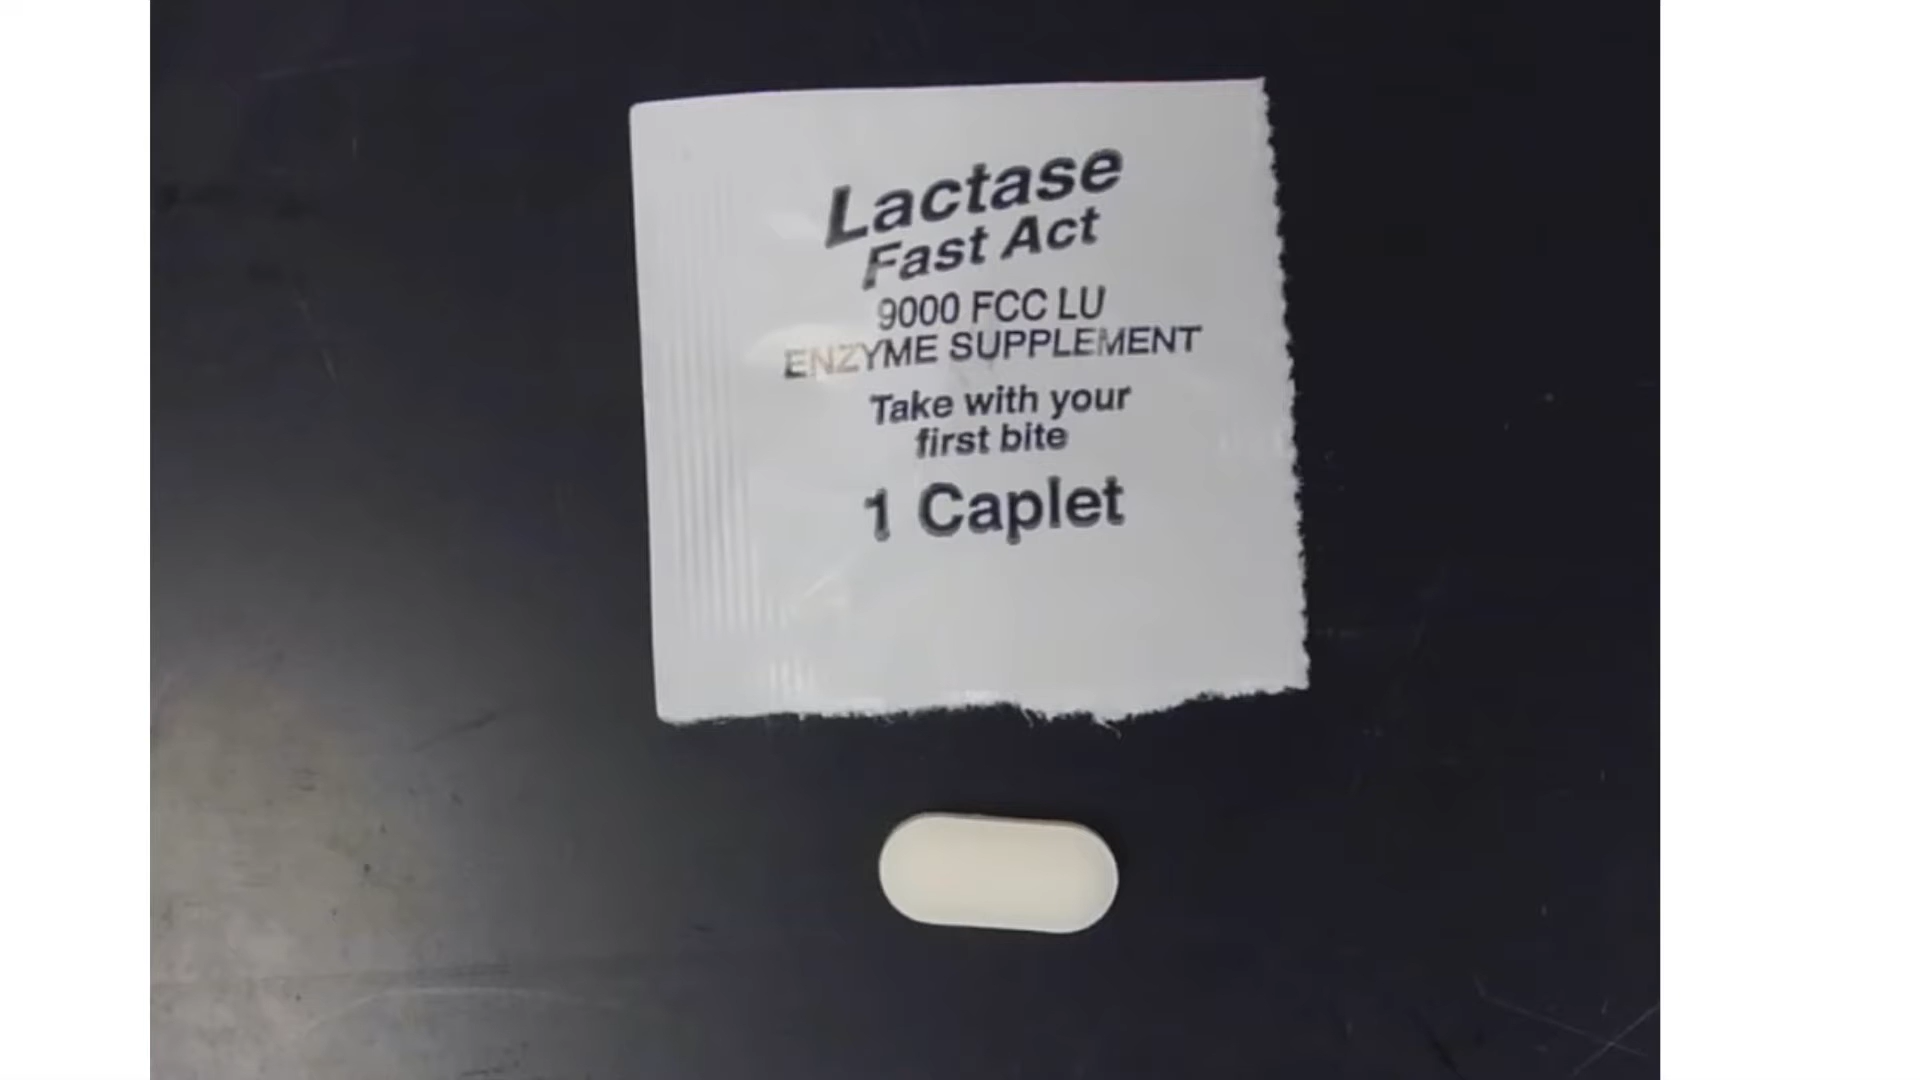 Lactase
Fast Act
9000 FCC LU
ENZYME SUPPLEMENT
Take with your
first bite
1 Caplet